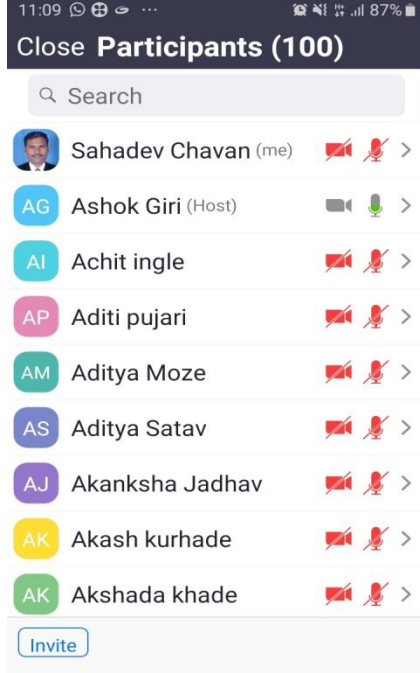 11:09 87%
Close Participants (100)
Search
Sahadev Chavan (me)
AG Ashok Giri (Host)
AI Achit ingle
AP Aditi pujari
AM Aditya Moze
AS Aditya Satav
AJ Akanksha Jadhav
AK Akash kurhade
AK Akshada khade
Invite